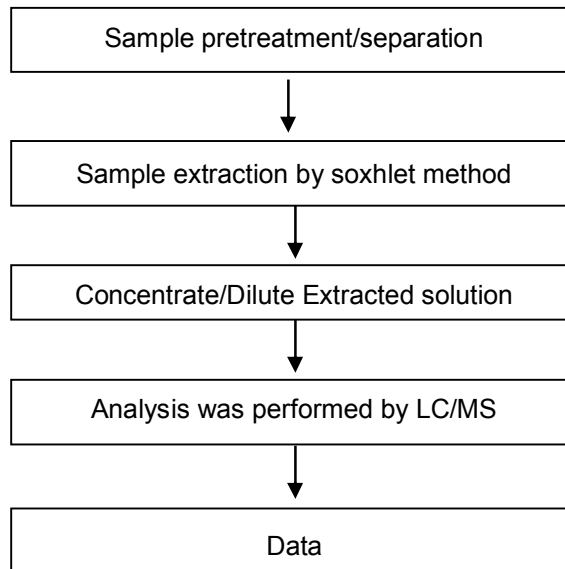 Sample pretreatment/separation
Sample extraction by soxhlet method
Concentrate/Dilute Extracted solution
Analysis was performed by LC/MS
Data